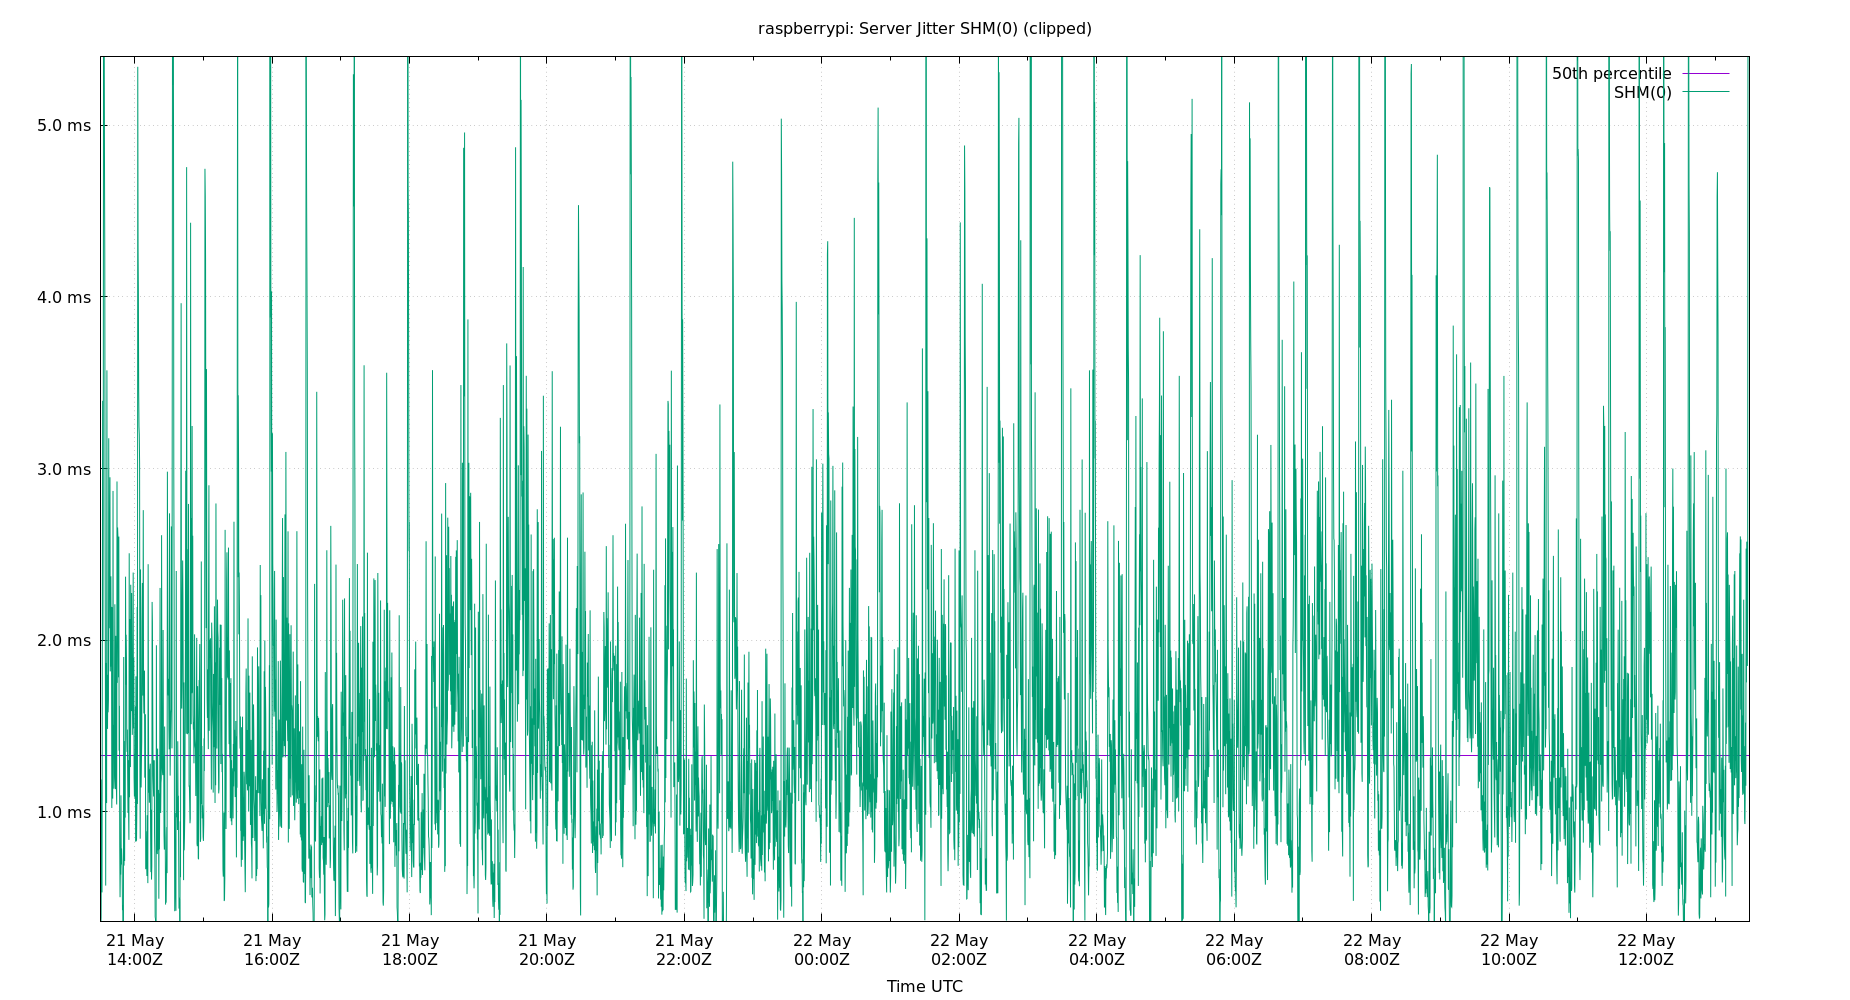 raspberrypi: Server Jitter SHM(0) (clipped)
50th percentile
SHM(0)
5.0 ms
4.0 ms
3.0 ms
2.0 ms
1.0 ms
21 May 21 May 21 May 21 May 21 May 22 May 22 May 22 May 22 May 22 May 22 May 22 May
14:00Z 16:00Z 18:00Z 20:00Z 22:00Z 00:00Z 02:00Z 04:00Z 06:00Z 08:00Z 10:00Z 12:00Z
Time UTC